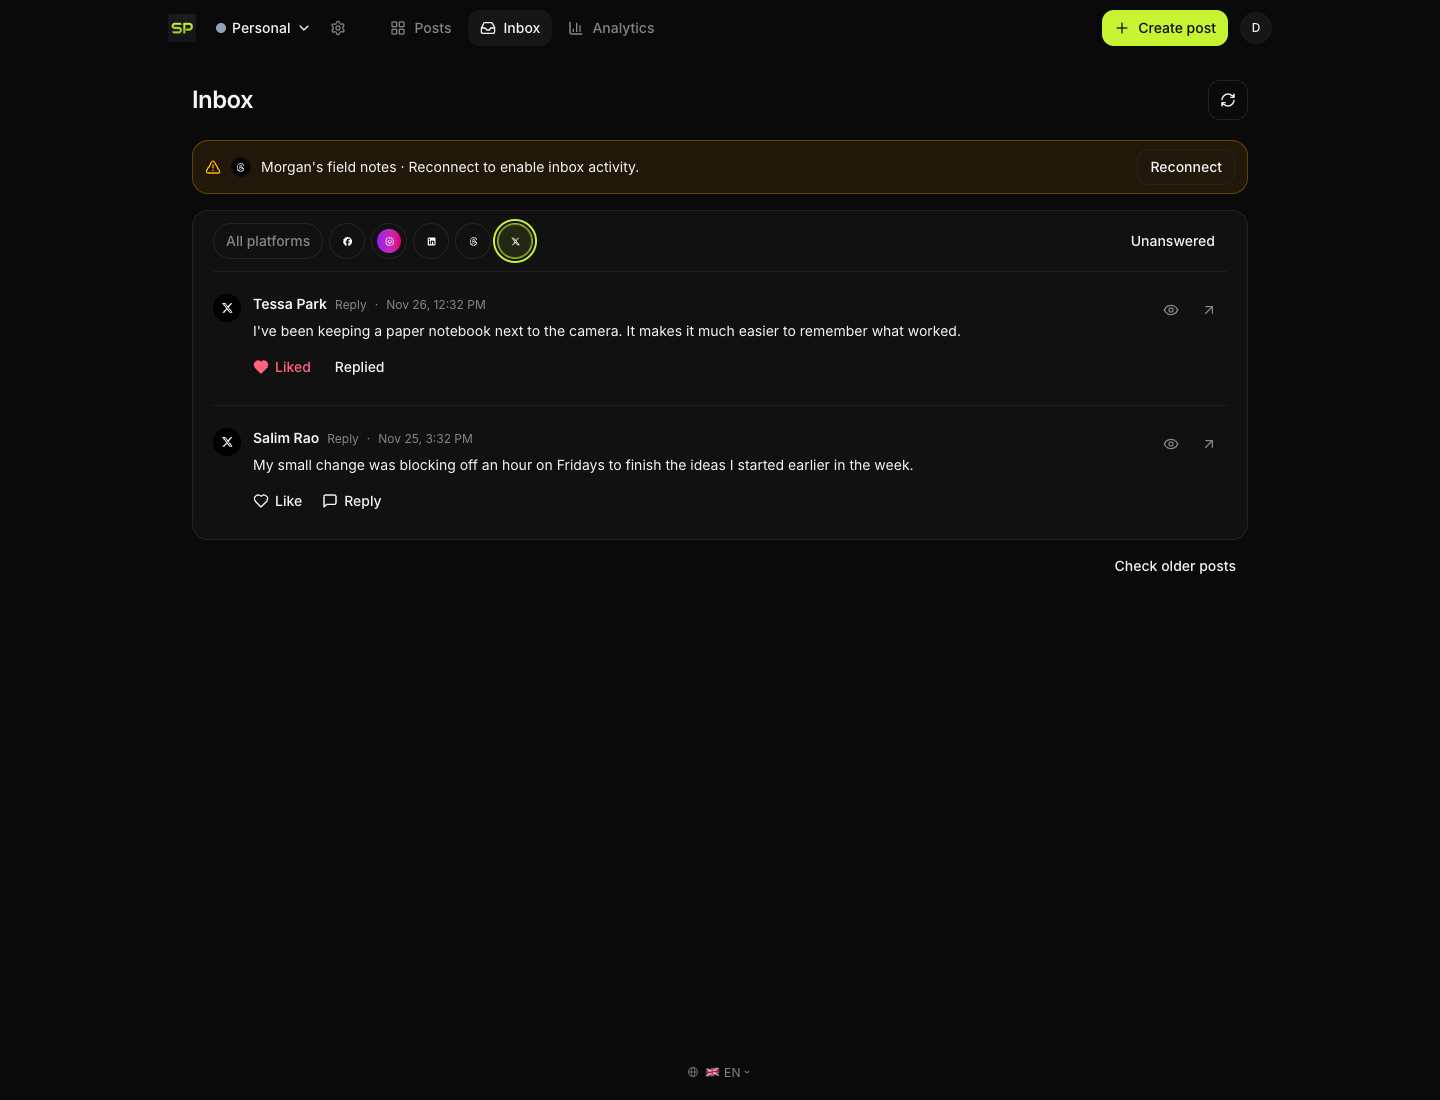 SP Personal Posts Inbox Analytics Create post D
Inbox
Morgan's field notes · Reconnect to enable inbox activity. Reconnect
All platforms Unanswered
Tessa Park Reply · Nov 26, 12:32 PM
I've been keeping a paper notebook next to the camera. It makes it much easier to remember what worked.
Liked Replied
Salim Rao Reply · Nov 25, 3:32 PM
My small change was blocking off an hour on Fridays to finish the ideas I started earlier in the week.
Like Reply
Check older posts
EN